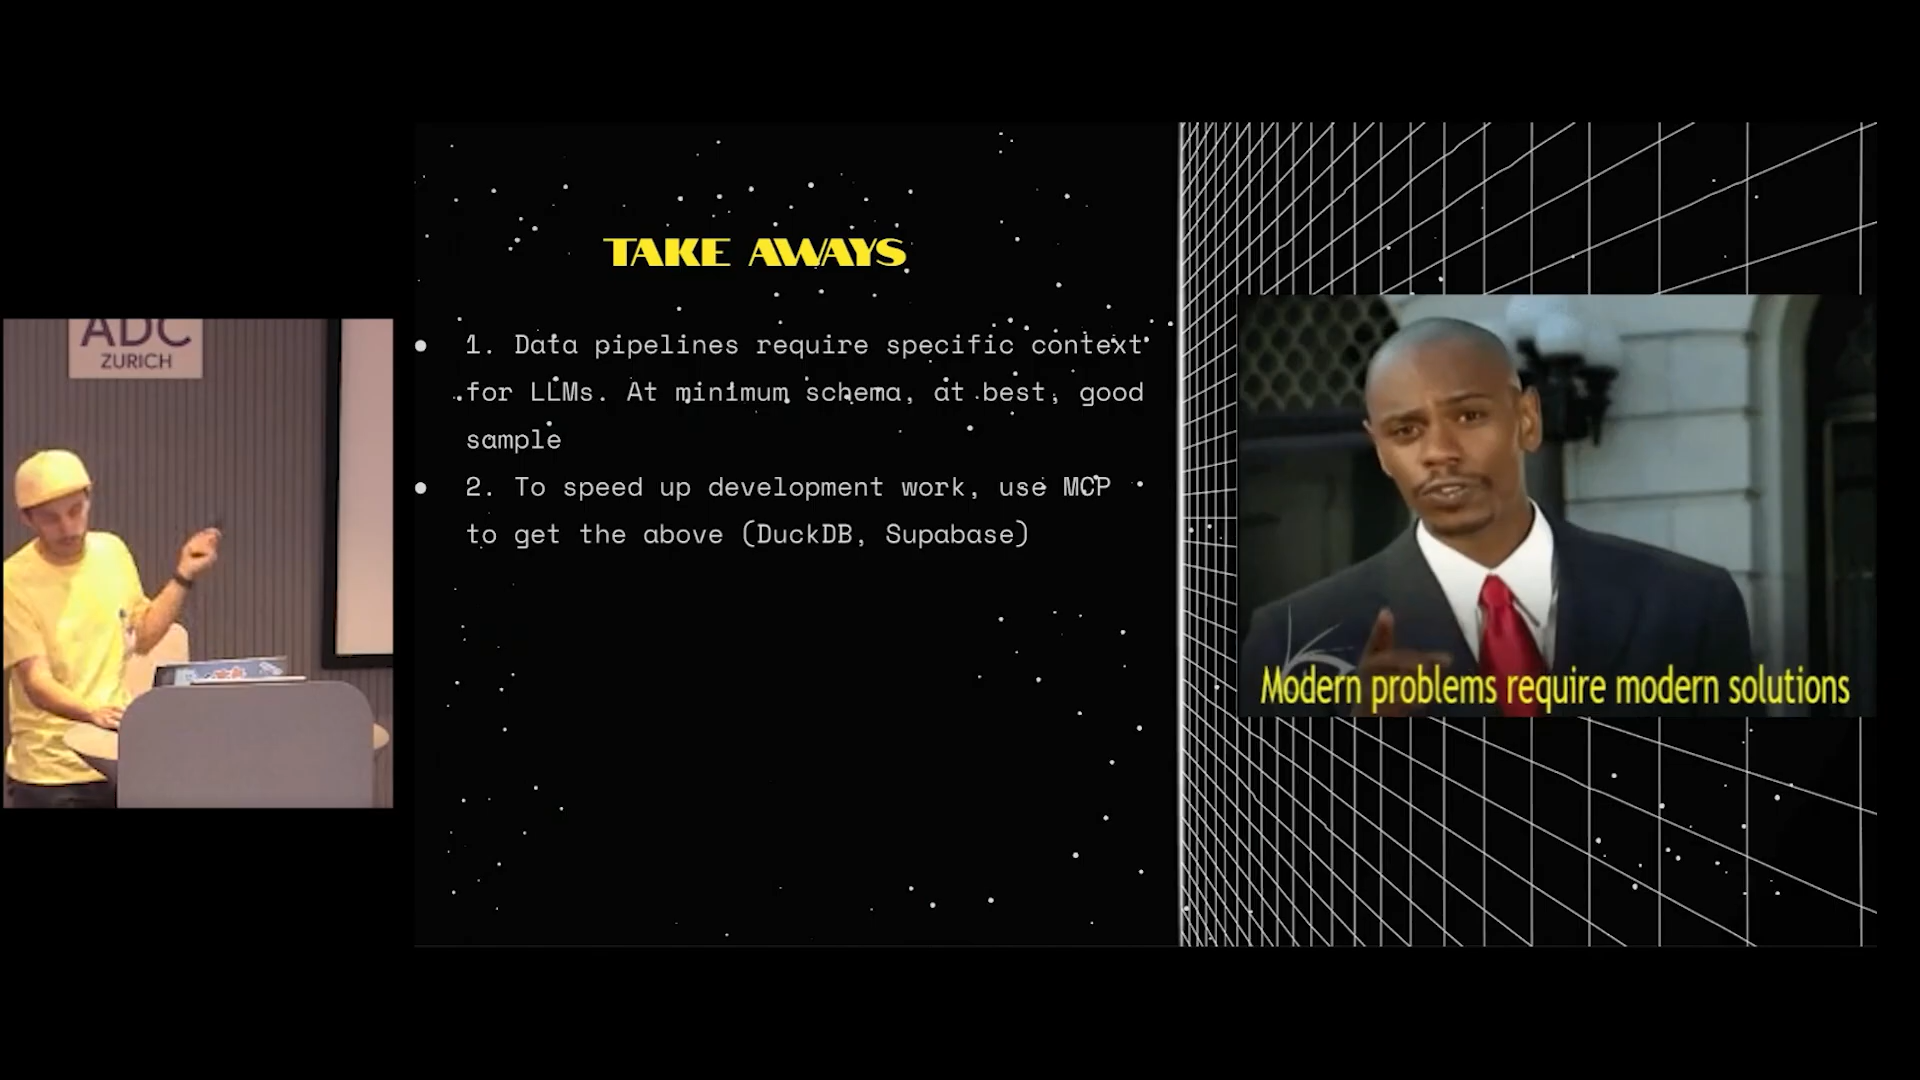 ADC
ZURICH
TAKE AWAYS
● 1. Data pipelines require specific context
for LLMs. At minimum schema, at best, good
sample
● 2. To speed up development work, use MCP
to get the above (DuckDB, Supabase)
Modern problems require modern solutions